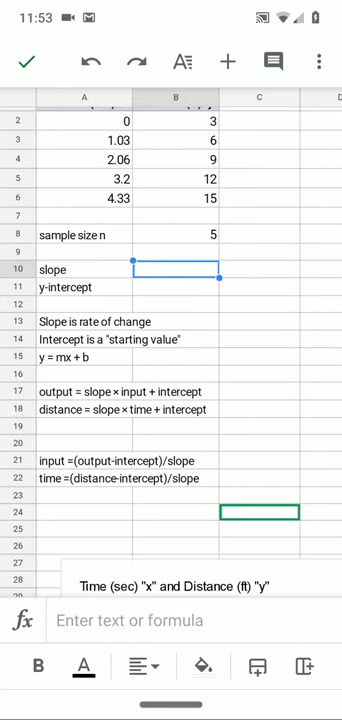 11:53
A B C D
2 0 3
3 1.03 6
4 2.06 9
5 3.2 12
6 4.33 15
7
8 sample size n 5
9
10 slope
11 y-intercept
12
13 Slope is rate of change
14 Intercept is a "starting value"
15 y = mx + b
16
17 output = slope × input + intercept
18 distance = slope × time + intercept
19
20
21 input =(output-intercept)/slope
22 time =(distance-intercept)/slope
23
24
25
26
27
28 Time (sec) "x" and Distance (ft) "y"
29
fx Enter text or formula
B A